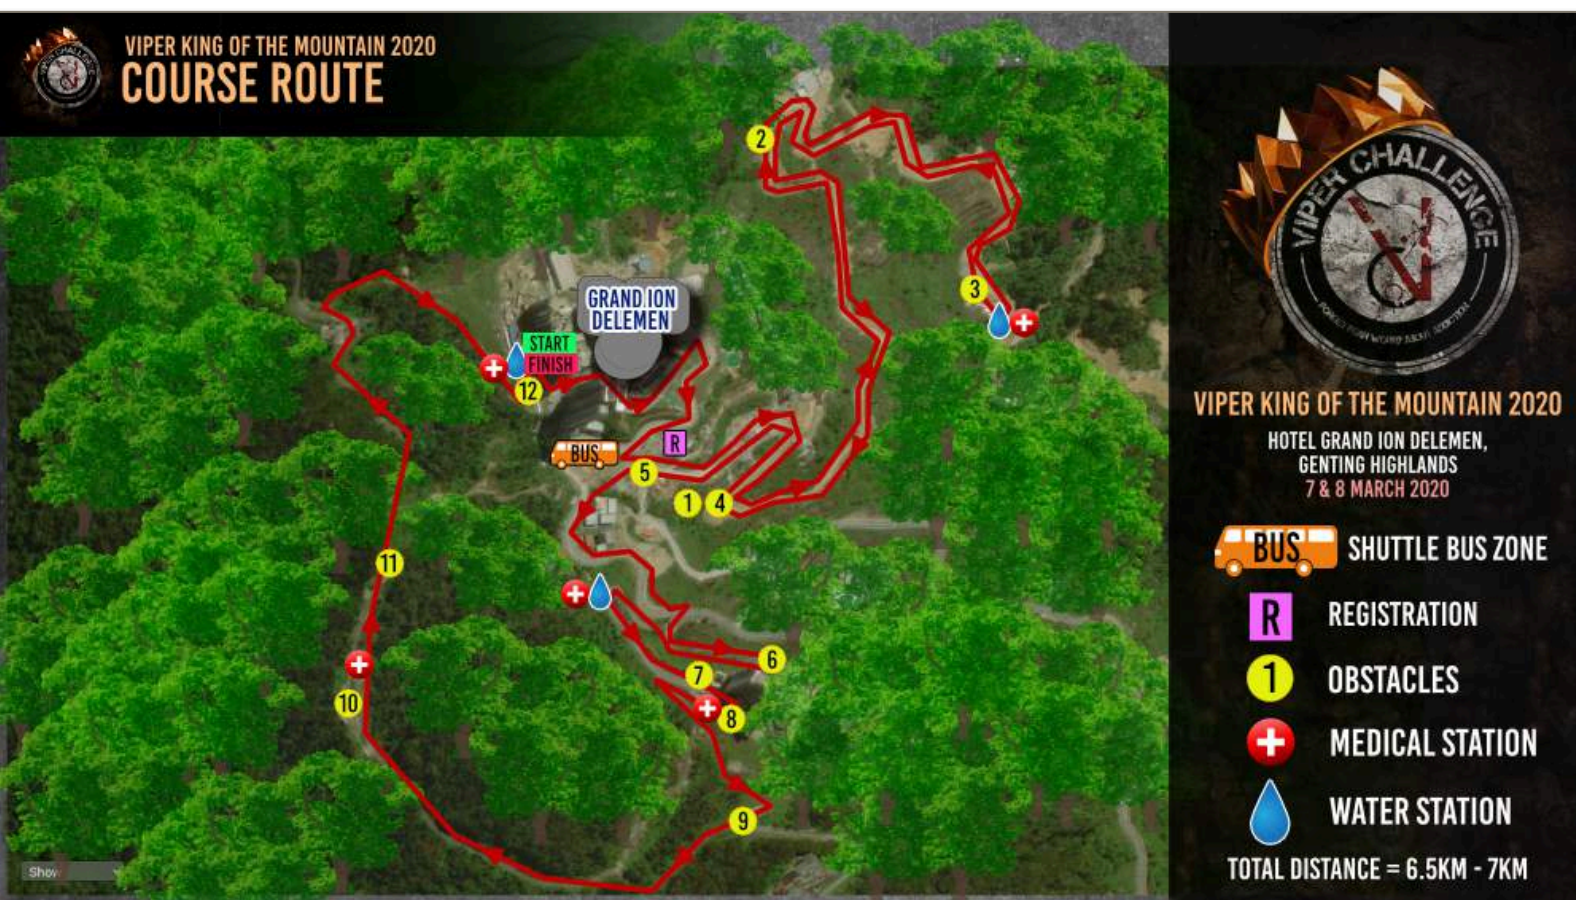 VIPER KING OF THE MOUNTAIN 2020
COURSE ROUTE
VIPER CHALLENGE
2
GRAND ION
DELEMEN
3
START
FINISH
12
R
BUS
5
1
4
11
6
7
10
8
9
Show
VIPER CHALLENGE
VIPER KING OF THE MOUNTAIN 2020
HOTEL GRAND ION DELEMEN,
GENTING HIGHLANDS
7 & 8 MARCH 2020
BUS SHUTTLE BUS ZONE
R REGISTRATION
1 OBSTACLES
MEDICAL STATION
WATER STATION
TOTAL DISTANCE = 6.5KM - 7KM